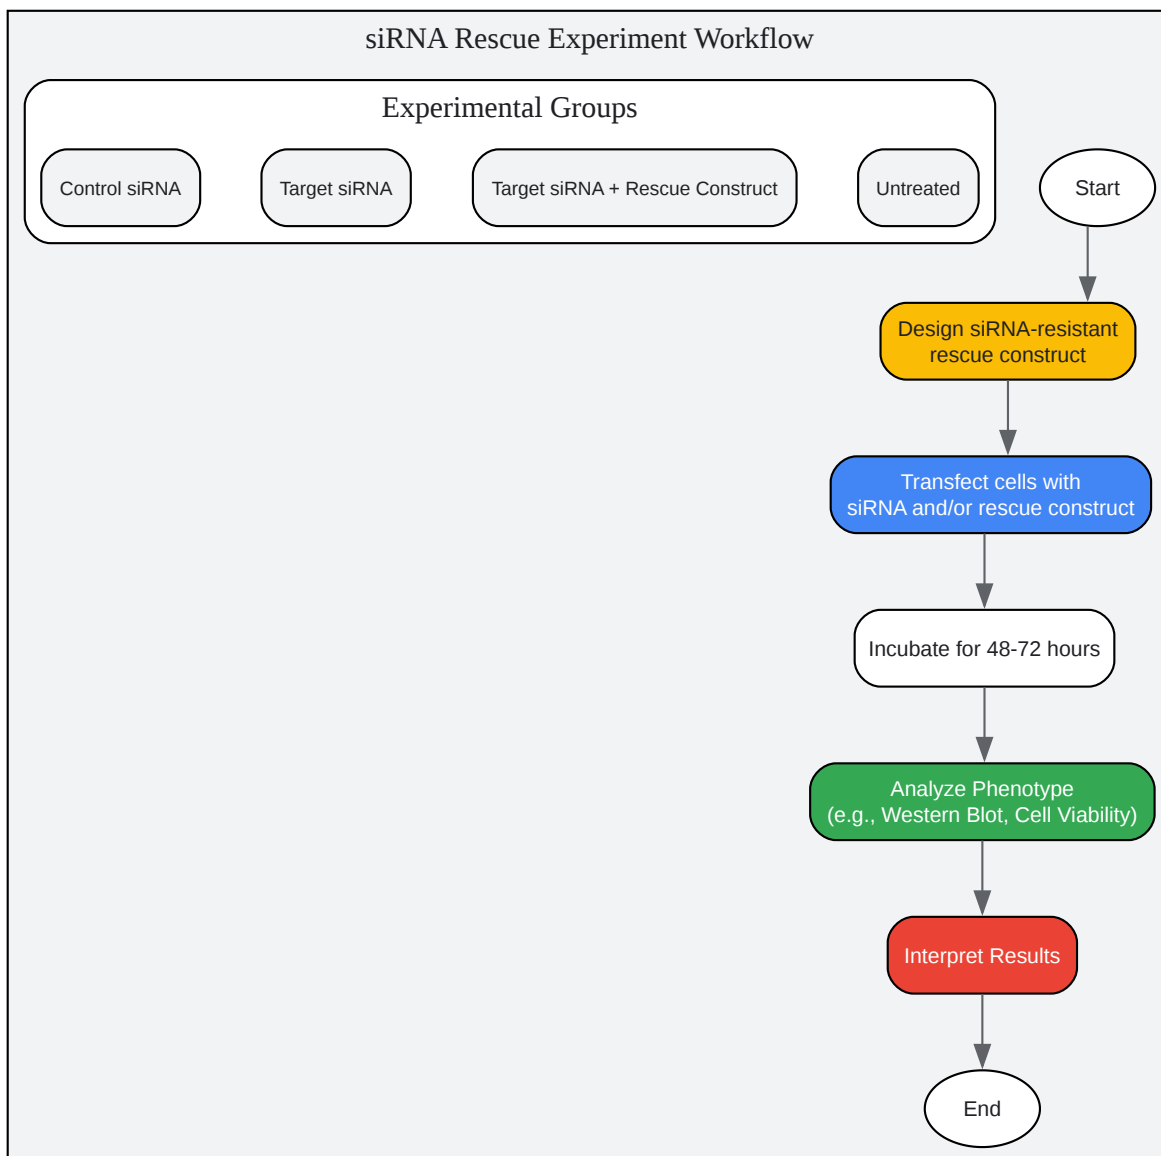 siRNA Rescue Experiment Workflow
Experimental Groups
Control siRNA
Target siRNA
Target siRNA + Rescue Construct
Untreated
Start
Design siRNA-resistant
rescue construct
Transfect cells with
siRNA and/or rescue construct
Incubate for 48-72 hours
Analyze Phenotype
(e.g., Western Blot, Cell Viability)
Interpret Results
End